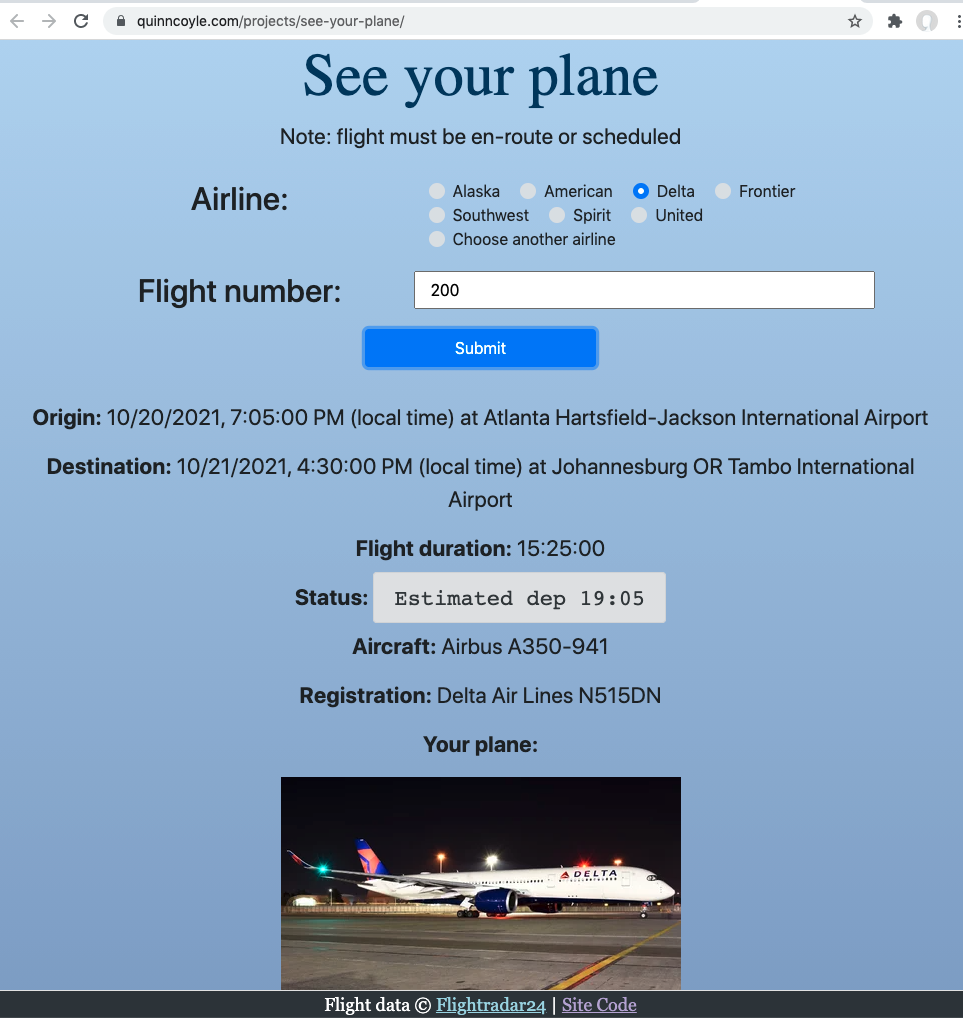 quinncoyle.com/projects/see-your-plane/
See your plane
Note: flight must be en-route or scheduled
Airline:
Alaska American Delta Frontier
Southwest Spirit United
Choose another airline
Flight number: 200
Submit
Origin: 10/20/2021, 7:05:00 PM (local time) at Atlanta Hartsfield-Jackson International Airport
Destination: 10/21/2021, 4:30:00 PM (local time) at Johannesburg OR Tambo International
Airport
Flight duration: 15:25:00
Status: Estimated dep 19:05
Aircraft: Airbus A350-941
Registration: Delta Air Lines N515DN
Your plane:
DELTA
Flight data © Flightradar24 | Site Code